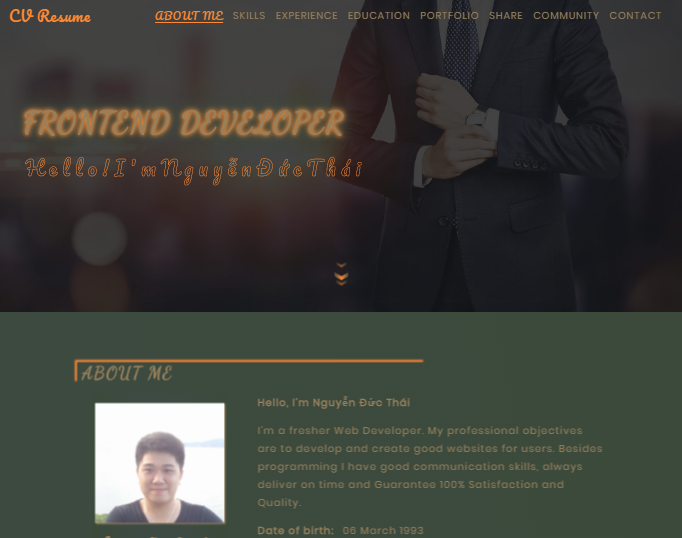 CV Resume
ABOUT ME SKILLS EXPERIENCE EDUCATION PORTFOLIO SHARE COMMUNITY CONTACT
FRONTEND DEVELOPER
Hello!I'mNguyễnĐứcThái
ABOUT ME
Hello, I'm Nguyễn Đức Thái
I'm a fresher Web Developer. My professional objectives
are to develop and create good websites for users. Besides
programming I have good communication skills, always
deliver on time and Guarantee 100% Satisfaction and
Quality.
Date of birth: 06 March 1993